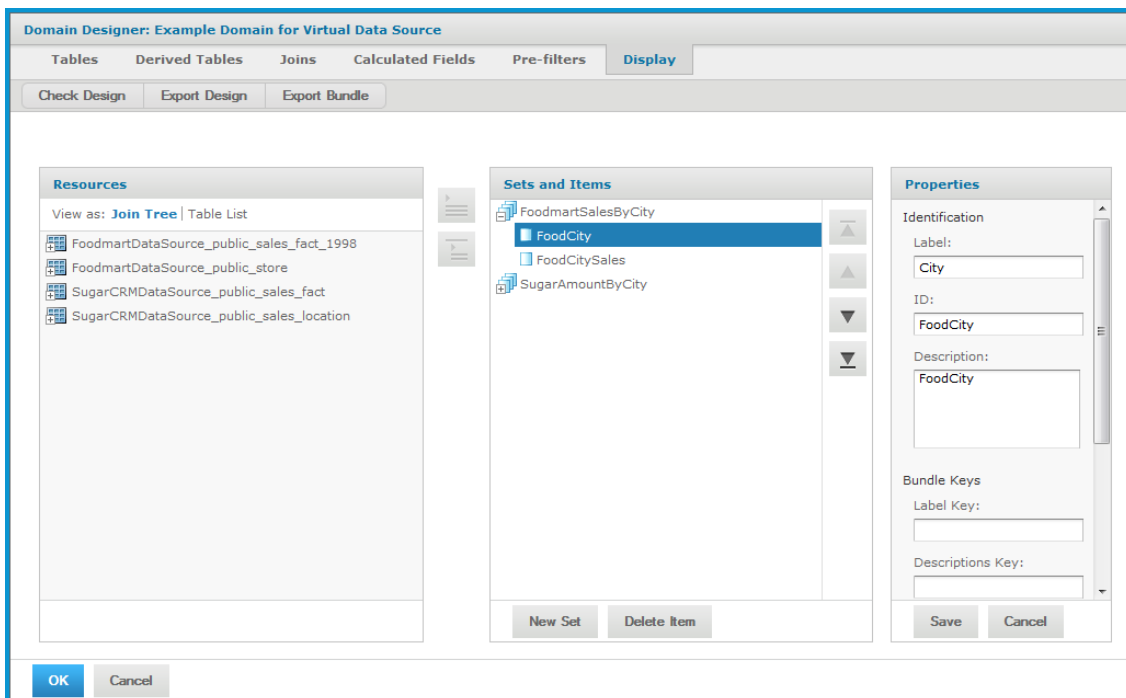 Domain Designer: Example Domain for Virtual Data Source
Tables Derived Tables Joins Calculated Fields Pre-filters Display
Check Design Export Design Export Bundle
Resources
View as: Join Tree | Table List
FoodmartDataSource_public_sales_fact_1998
FoodmartDataSource_public_store
SugarCRMDataSource_public_sales_fact
SugarCRMDataSource_public_sales_location
Sets and Items
FoodmartSalesByCity
FoodCity
FoodCitySales
SugarAmountByCity
New Set Delete Item
Properties
Identification
Label:
City
ID:
FoodCity
Description:
FoodCity
Bundle Keys
Label Key:
Descriptions Key:
Save Cancel
OK Cancel